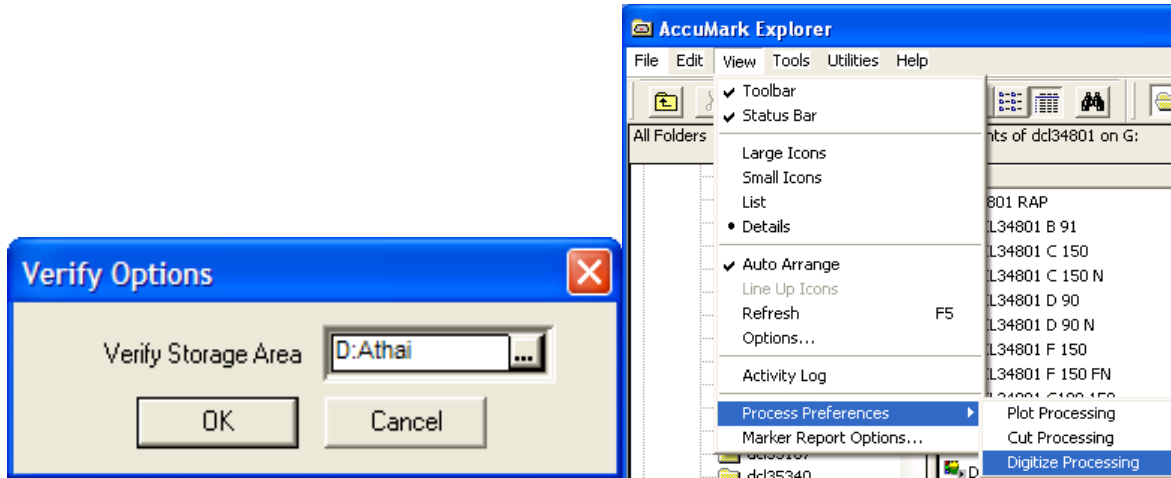 Verify Options
Verify Storage Area
D:Athai
...
OK
Cancel
AccuMark Explorer
File Edit View Tools Utilities Help
Toolbar
Status Bar
Large Icons
Small Icons
List
Details
Auto Arrange
Line Up Icons
Refresh F5
Options...
Activity Log
Process Preferences
Marker Report Options...
Plot Processing
Cut Processing
Digitize Processing
All Folders
nts of dcl34801 on G:
801 RAP
L34801 B 91
L34801 C 150
L34801 C 150 N
L34801 D 90
L34801 D 90 N
L34801 F 150
L34801 F 150 FN
dcl35340
D